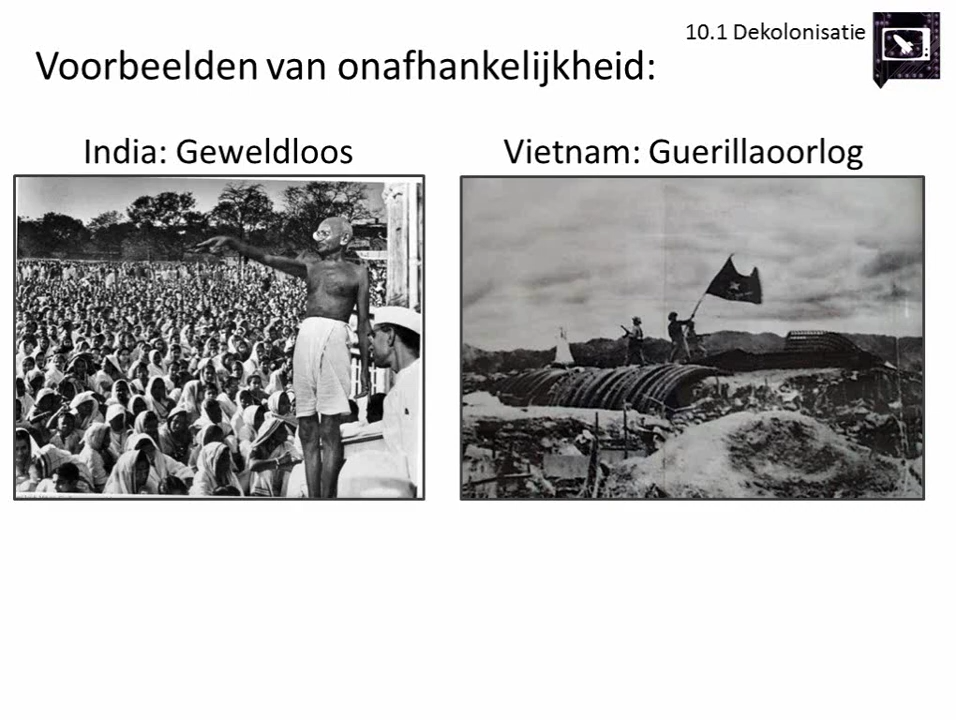 10.1 Dekolonisatie
Voorbeelden van onafhankelijkheid:
India: Geweldloos
Vietnam: Guerillaoorlog